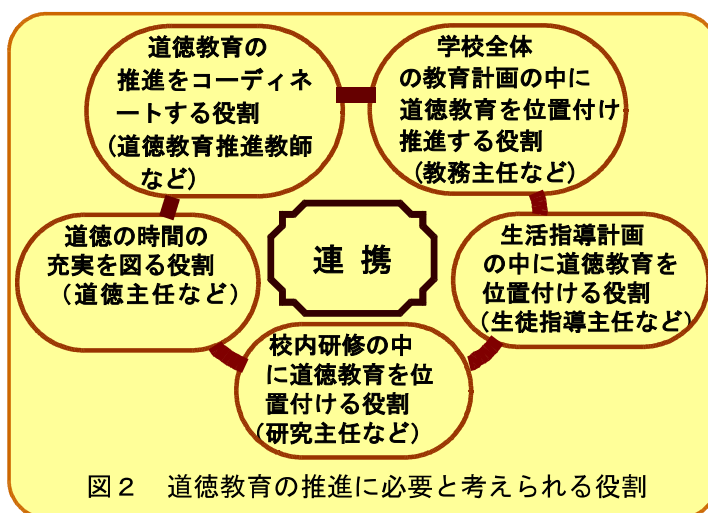 道徳教育の
推進をコーディネ
ートする役割
(道徳教育推進教師
など)
学校全体
の教育計画の中に
道徳教育を位置付け
推進する役割
(教務主任など)
道徳の時間の
充実を図る役割
(道徳主任など)
連 携
生活指導計画
の中に道徳教育を
位置付ける役割
(生徒指導主任など)
校内研修の中
に道徳教育を位
置付ける役割
(研究主任など)
図2 道徳教育の推進に必要と考えられる役割